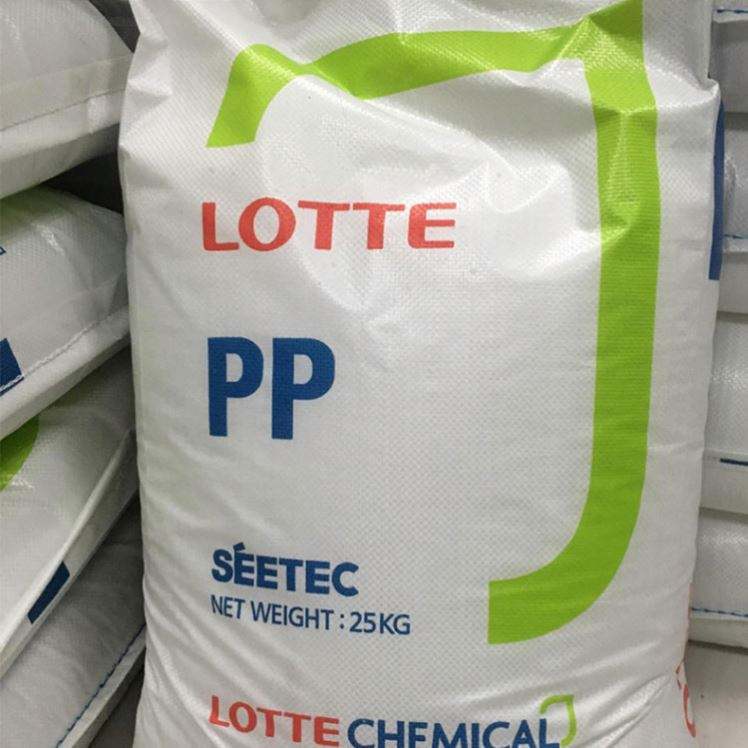 LOTTE
PP
SÉETEC
NET WEIGHT : 25KG
LOTTE CHEMICAL